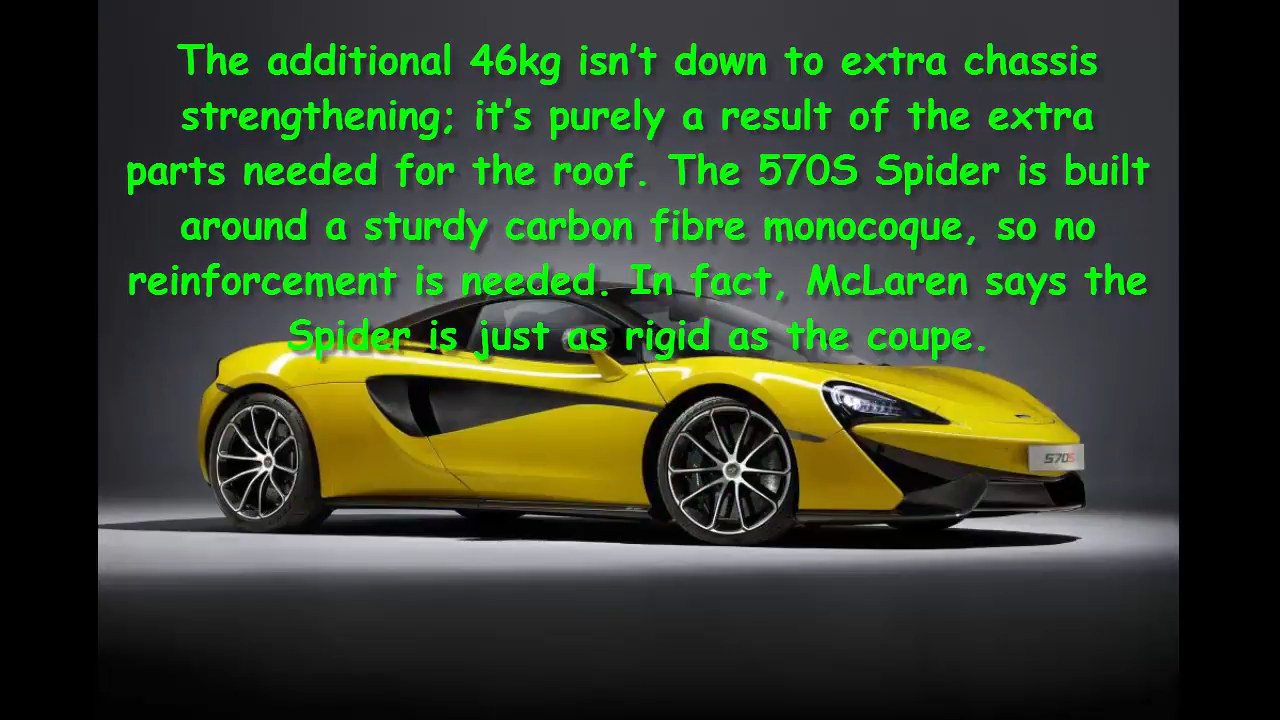 The additional 46kg isn’t down to extra chassis
strengthening; it’s purely a result of the extra
parts needed for the roof. The 570S Spider is built
around a sturdy carbon fibre monocoque, so no
reinforcement is needed. In fact, McLaren says the
Spider is just as rigid as the coupe.
570S